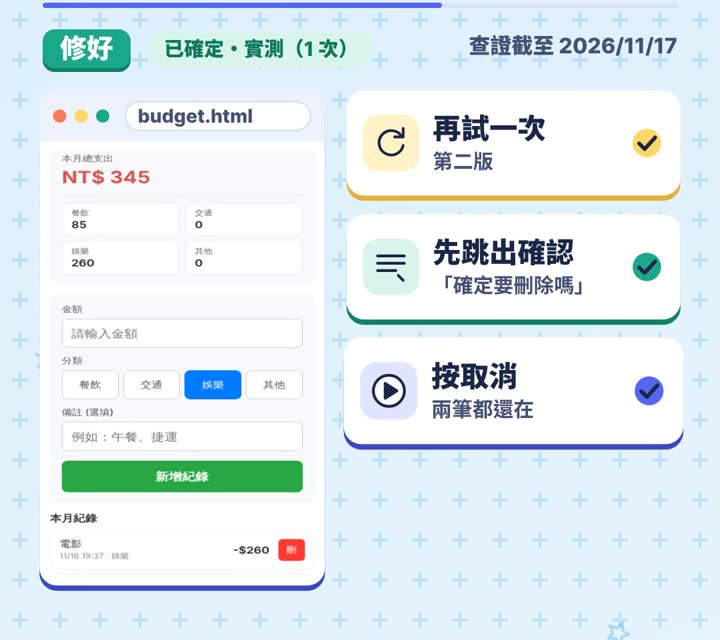 修好
已確定・實測（1 次）
查證截至 2026/11/17
budget.html
本月總支出
NT$ 345
餐飲
85
交通
0
娛樂
260
其他
0
金額
請輸入金額
分類
餐飲
交通
娛樂
其他
備註 (選填)
例如：午餐、捷運
新增紀錄
本月紀錄
電影
11/16 19:37 · 娛樂
-$260
刪
再試一次
第二版
先跳出確認
「確定要刪除嗎」
按取消
兩筆都還在